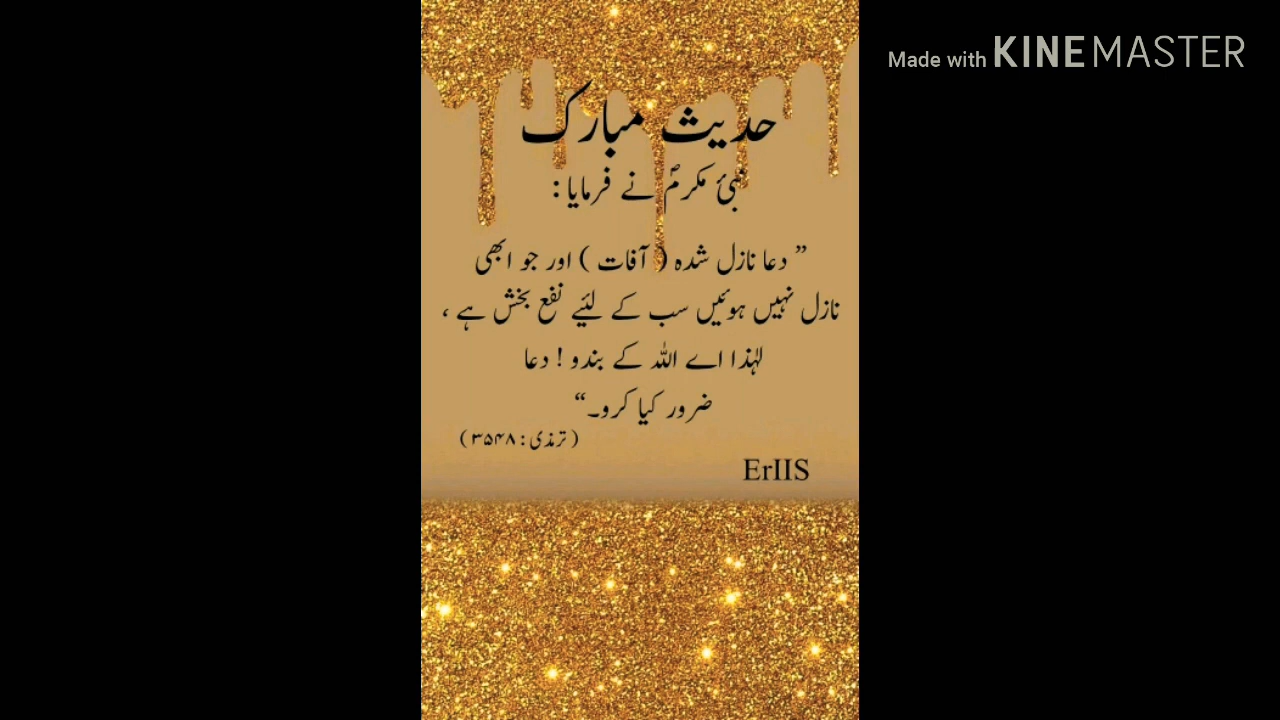 Made with KINEMASTER
حدیث مبارک
نبیٔ مکرمؐ نے فرمایا :
” دعا نازل شدہ ( آفات ) اور جو ابھی
نازل نہیں ہوئیں سب کے لئیے نفع بخش ہے ،
لہٰذا اے اللہ کے بندو ! دعا
ضرور کیا کرو۔“
( ترمذی : ۳۵۴۸ )
ErIIS